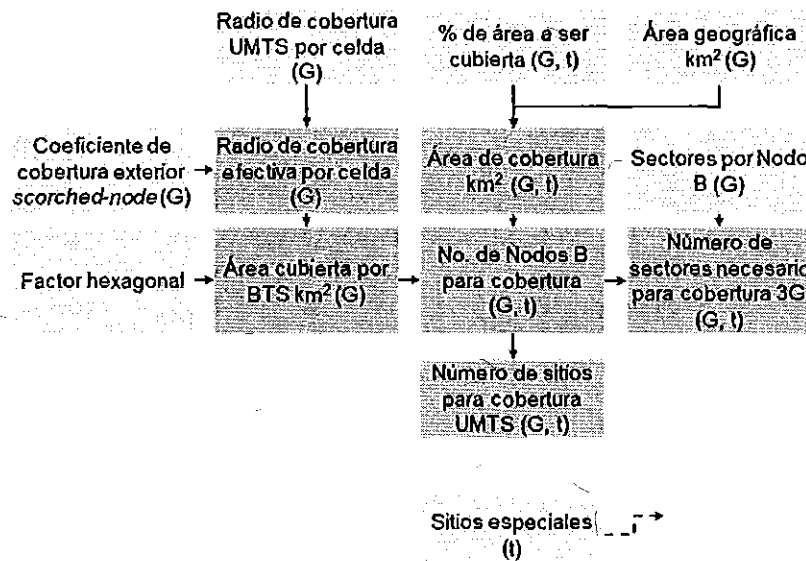 Radio de cobertura
UMTS por celda
(G)
% de área a ser
cubierta (G, t)
Área geográfica
km² (G)
Coeficiente de
cobertura exterior
scorched-node (G)
Radio de cobertura
efectiva por celda
(G)
Área de cobertura
km² (G, t)
Sectores por Nodo
B (G)
Factor hexagonal
Área cubierta por
BTS km² (G)
No. de Nodos B
para cobertura
(G, t)
Número de
sectores necesario
para cobertura 3G
(G, t)
Número de sitios
para cobertura
UMTS (G, t)
Sitios especiales
(t)